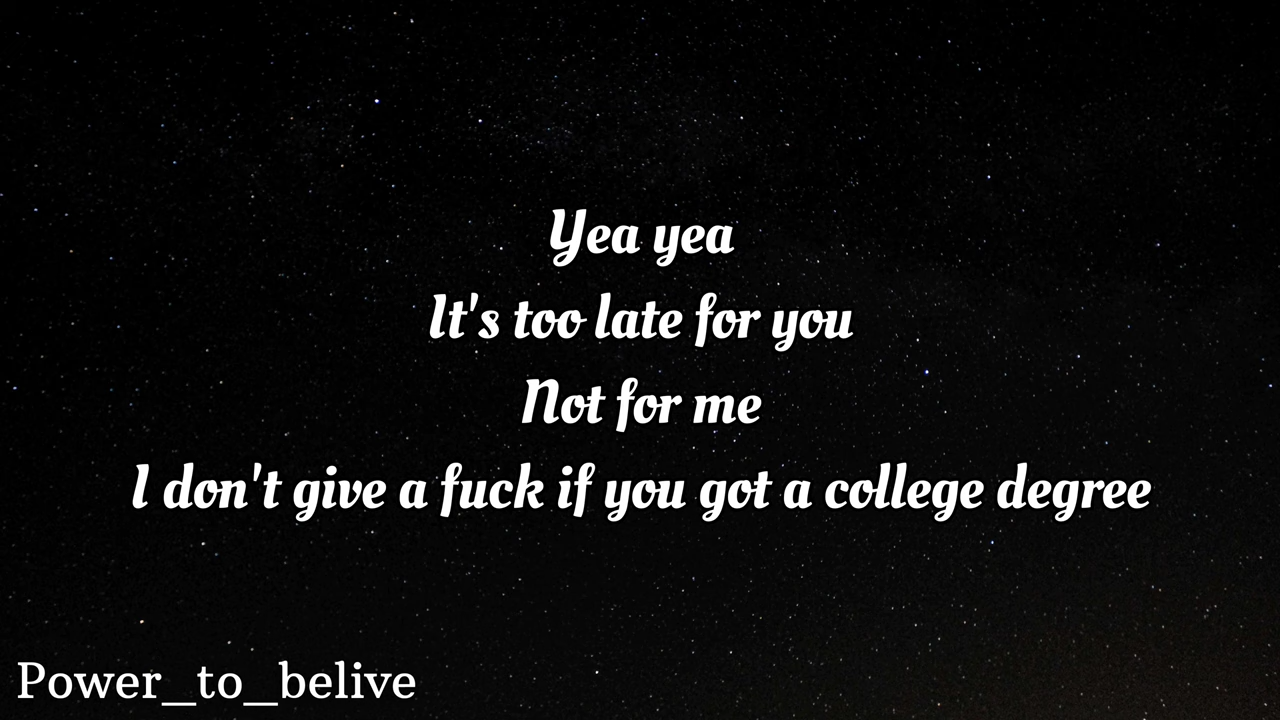 Yea yea
It's too late for you
Not for me
I don't give a fuck if you got a college degree
Power_to_belive